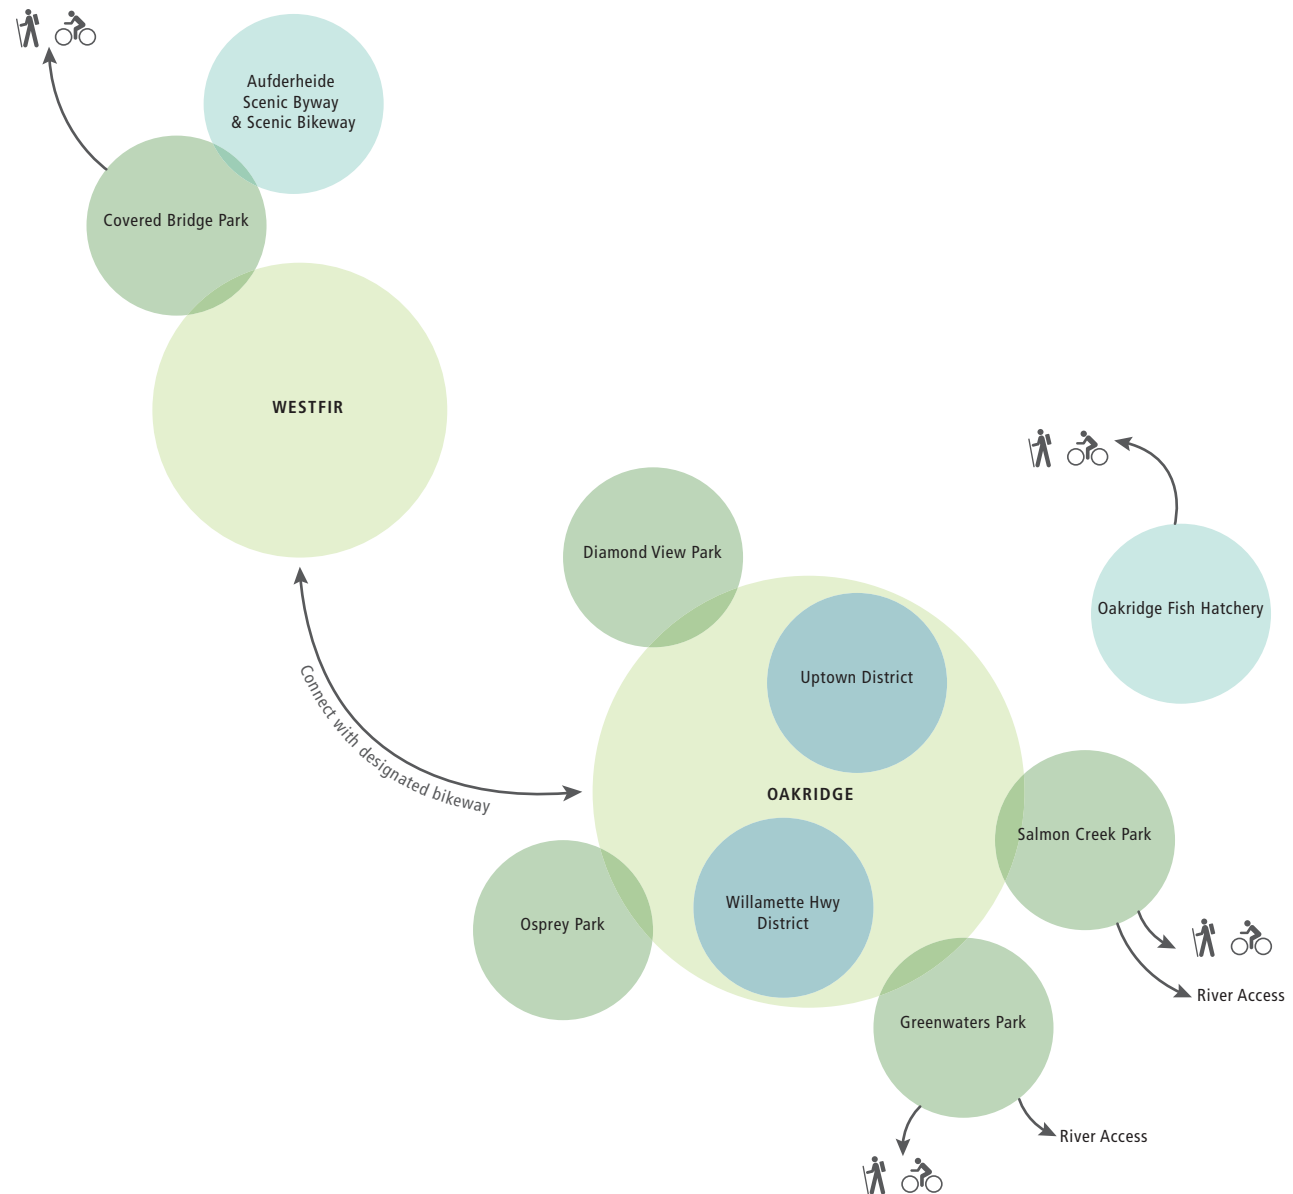 Aufderheide
Scenic Byway
& Scenic Bikeway
Covered Bridge Park
WESTFIR
Diamond View Park
Oakridge Fish Hatchery
Uptown District
Connect with designated bikeway
OAKRIDGE
Salmon Creek Park
Willamette Hwy
District
Osprey Park
River Access
Greenwaters Park
River Access